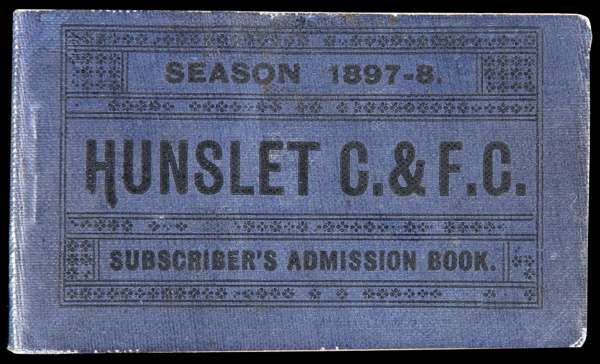 SEASON 1897-8.
HUNSLET C. & F.C.
SUBSCRIBER'S ADMISSION BOOK.